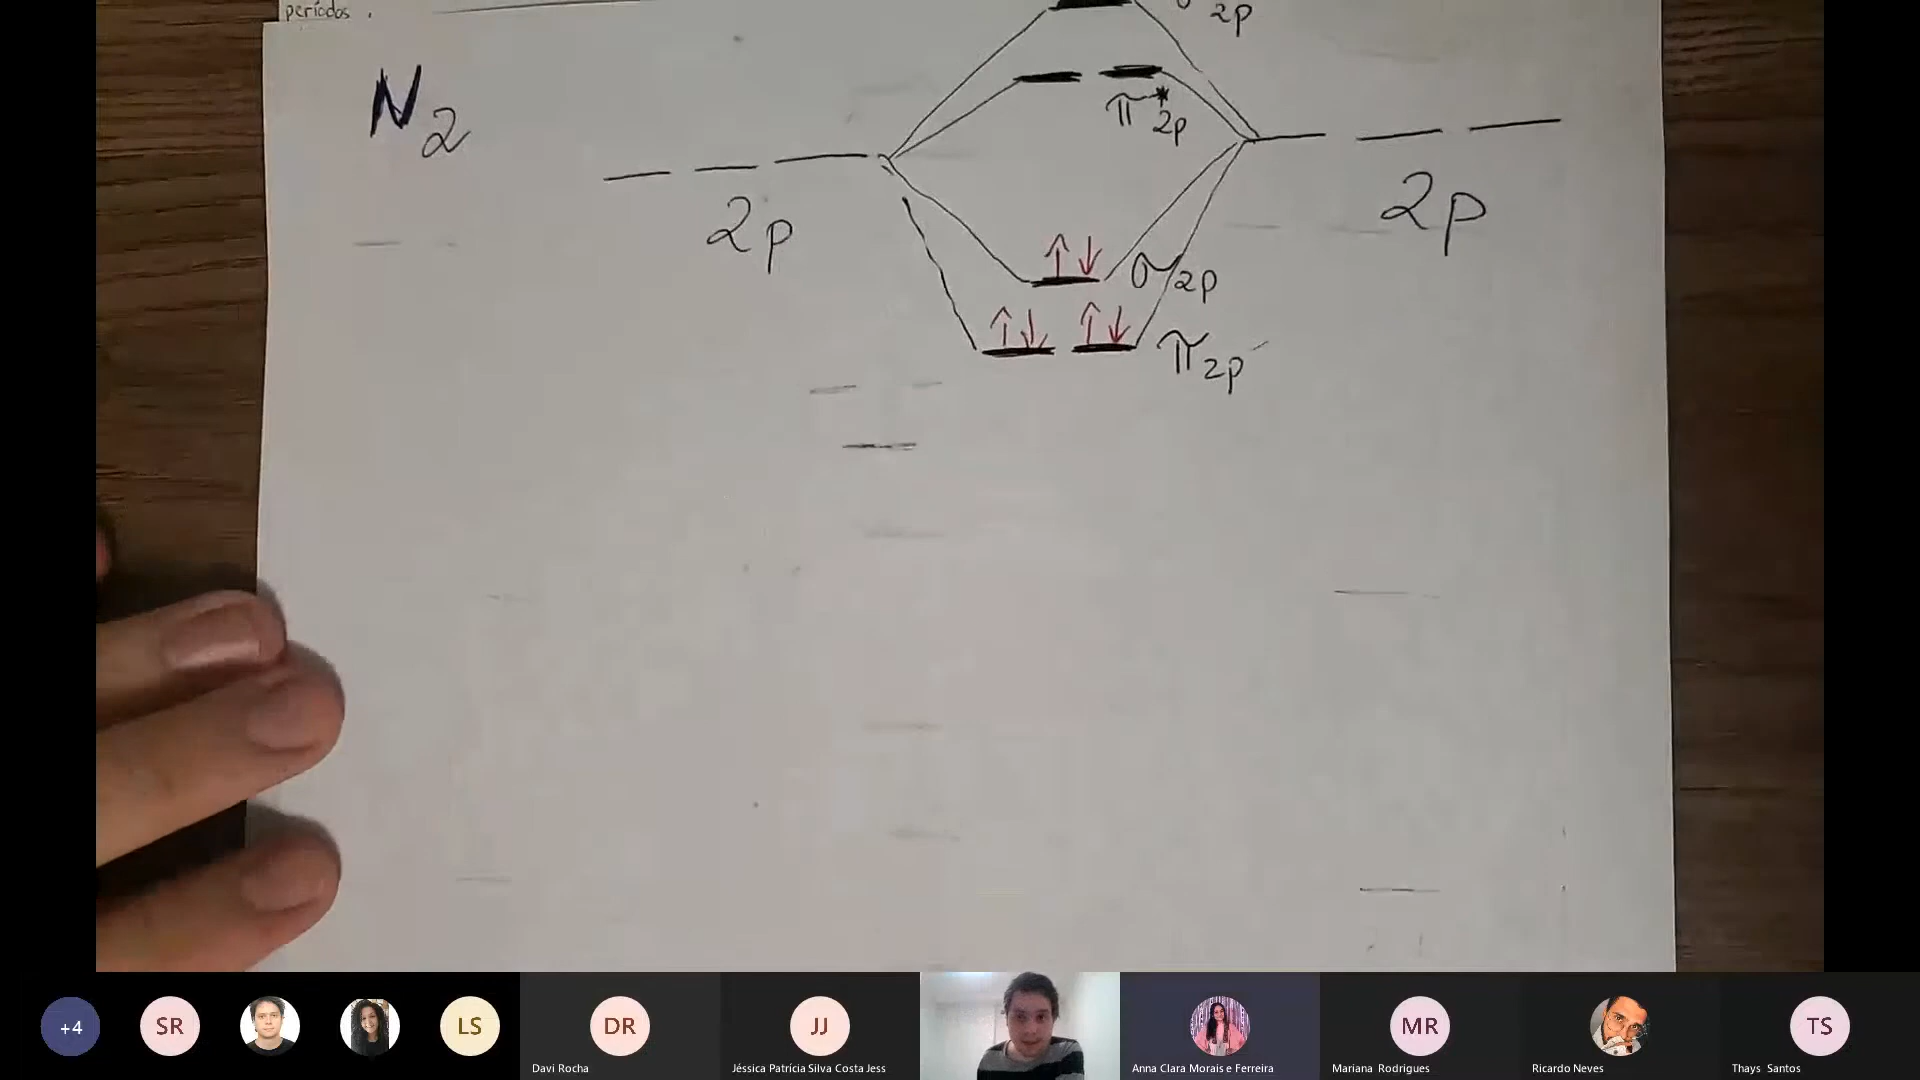 períodos.
2p
N2
π*2p
2p
2p
σ2p
π2p
+4
SR
LS
DR
JJ
MR
TS
Davi Rocha
Jéssica Patrícia Silva Costa Jess
Anna Clara Morais e Ferreira
Mariana Rodrigues
Ricardo Neves
Thays Santos